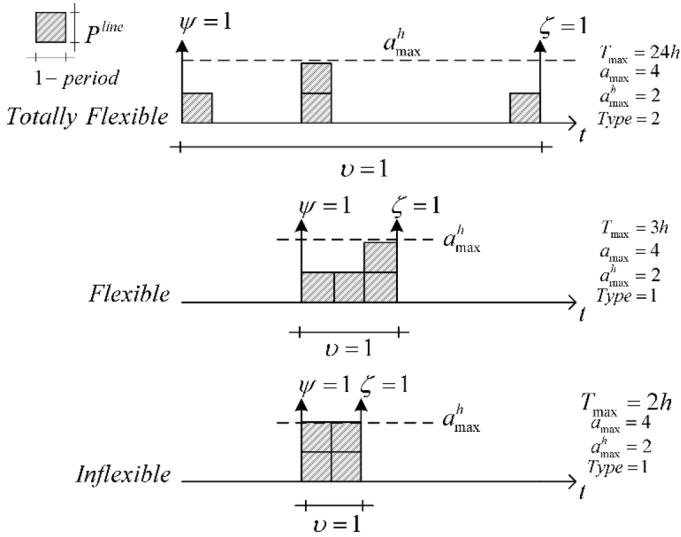 P^line
1− period
ψ = 1
a^h_max
ζ = 1
T_max = 24h
a_max = 4
a^h_max = 2
Type = 2
Totally Flexible
t
υ = 1
ψ = 1
ζ = 1
a^h_max
T_max = 3h
a_max = 4
a^h_max = 2
Type = 1
Flexible
t
υ = 1
ψ = 1
ζ = 1
a^h_max
T_max = 2h
a_max = 4
a^h_max = 2
Type = 1
Inflexible
t
υ = 1